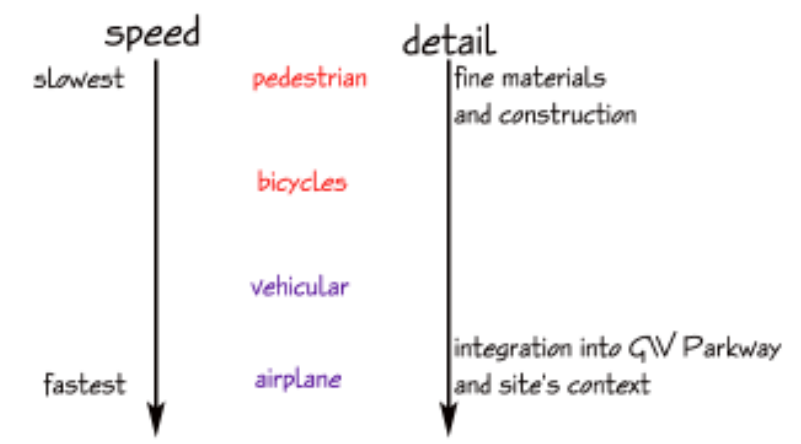 speed
detail
slowest
pedestrian
fine materials
and construction
bicycles
vehicular
integration into GW Parkway
fastest
airplane
and site's context